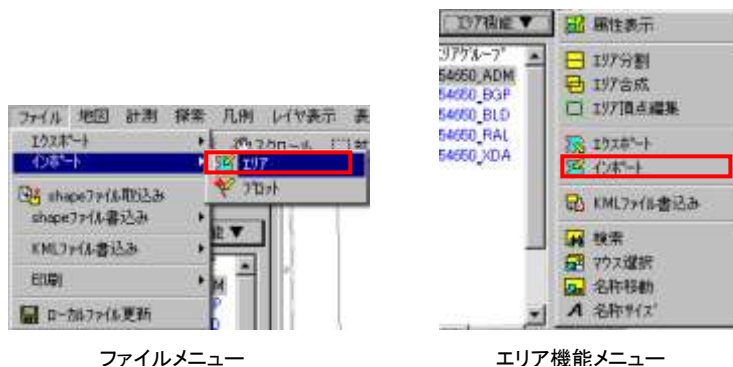 ファイル 地図 計測 探索 凡例 レイヤ表示
ｴｸｽﾎﾟｰﾄ
ｲﾝﾎﾟｰﾄ
ｴﾘｱ
ﾌﾟﾛｯﾄ
shapeﾌｧｲﾙ取込み
shapeﾌｧｲﾙ書込み
KMLﾌｧｲﾙ書込み
印刷
ﾛｰｶﾙﾌｧｲﾙ更新
ファイルメニュー
ｴﾘｱ機能 ▼
ｴﾘｱｸﾞﾙｰﾌﾟ
54650_ADM
54650_BGP
54650_BLD
54650_RAL
54650_XDA
属性表示
ｴﾘｱ分割
ｴﾘｱ合成
ｴﾘｱ頂点編集
ｴｸｽﾎﾟｰﾄ
ｲﾝﾎﾟｰﾄ
KMLﾌｧｲﾙ書込み
検索
ﾏｳｽ選択
名称移動
名称ｻｲｽﾞ
エリア機能メニュー